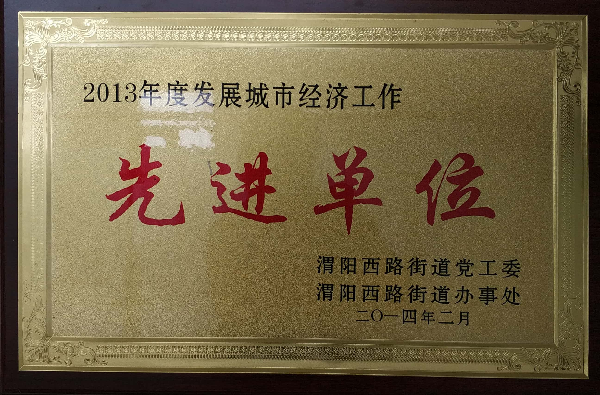 2013年度发展城市经济工作
先进单位
渭阳西路街道党工委
渭阳西路街道办事处
二〇一四年二月